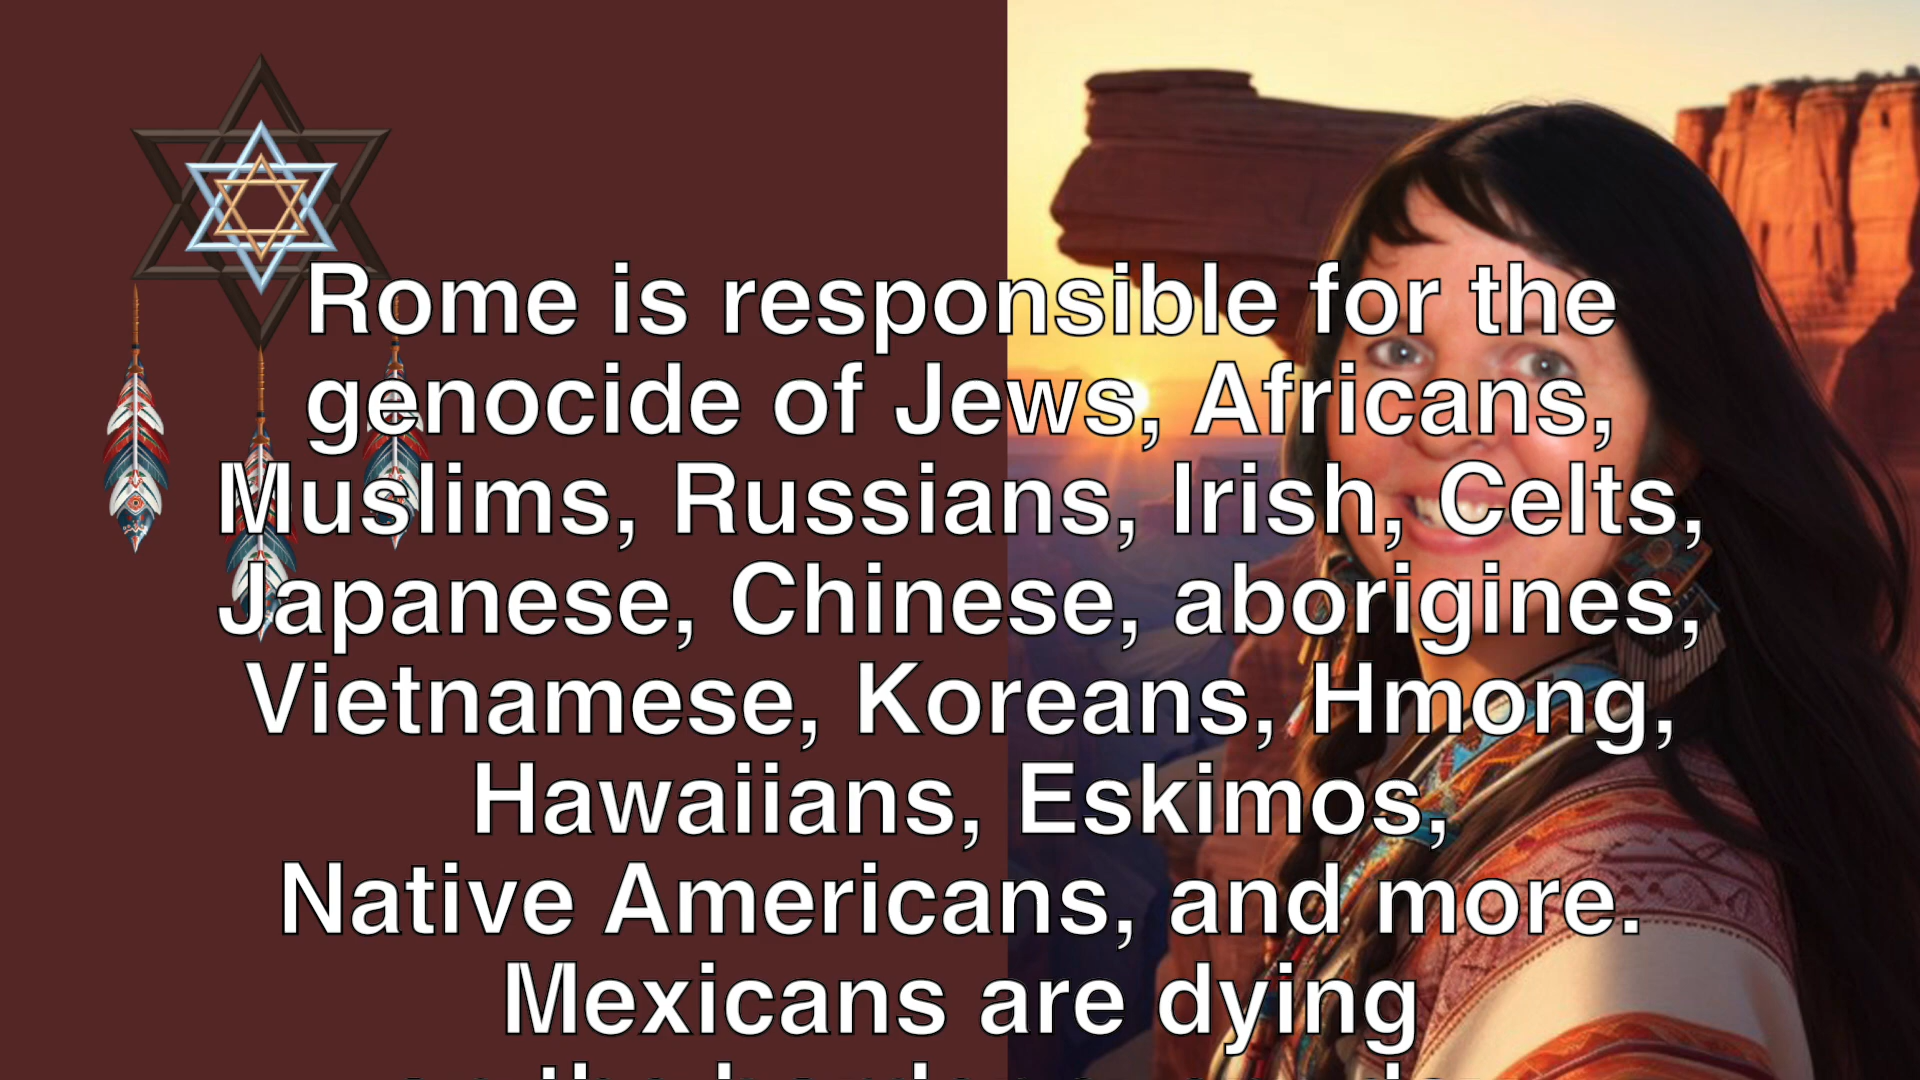 Rome is responsible for the
genocide of Jews, Africans,
Muslims, Russians, Irish, Celts,
Japanese, Chinese, aborigines,
Vietnamese, Koreans, Hmong,
Hawaiians, Eskimos,
Native Americans, and more.
Mexicans are dying